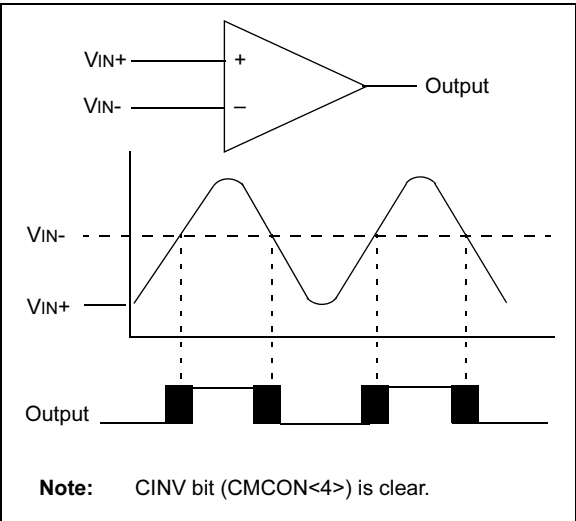 VIN+
+
Output
VIN-
–
VIN-
VIN+
Output
Note: CINV bit (CMCON<4>) is clear.